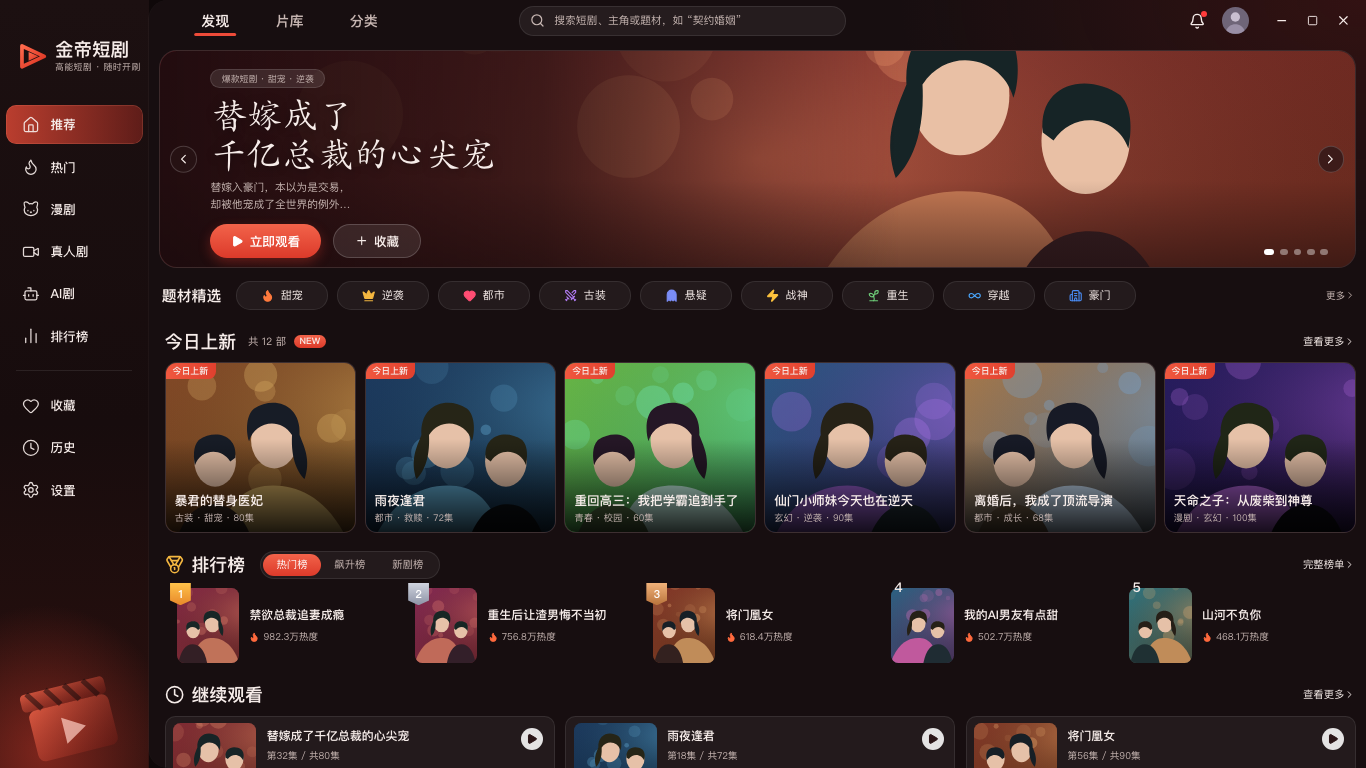 金帝短剧
高能短剧 · 随时开刷
推荐
热门
漫剧
真人剧
AI剧
排行榜
收藏
历史
设置
发现
片库
分类
搜索短剧、主角或题材，如 “契约婚姻”
爆款短剧 · 甜宠 · 逆袭
替嫁成了
千亿总裁的心尖宠
替嫁入豪门，本以为是交易，
却被他宠成了全世界的例外…
立即观看
收藏
题材精选
甜宠
逆袭
都市
古装
悬疑
战神
重生
穿越
豪门
更多
今日上新
共 12 部
NEW
查看更多
今日上新
暴君的替身医妃
古装 · 甜宠 · 80集
今日上新
雨夜逢君
都市 · 救赎 · 72集
今日上新
重回高三：我把学霸追到手了
青春 · 校园 · 60集
今日上新
仙门小师妹今天也在逆天
玄幻 · 逆袭 · 90集
今日上新
离婚后，我成了顶流导演
都市 · 成长 · 68集
今日上新
天命之子：从废柴到神尊
漫剧 · 玄幻 · 100集
排行榜
热门榜
飙升榜
新剧榜
完整榜单
1
禁欲总裁追妻成瘾
982.3万热度
2
重生后让渣男悔不当初
756.8万热度
3
将门凰女
618.4万热度
4
我的AI男友有点甜
502.7万热度
5
山河不负你
468.1万热度
继续观看
查看更多
替嫁成了千亿总裁的心尖宠
第32集 / 共80集
雨夜逢君
第18集 / 共72集
将门凰女
第56集 / 共90集